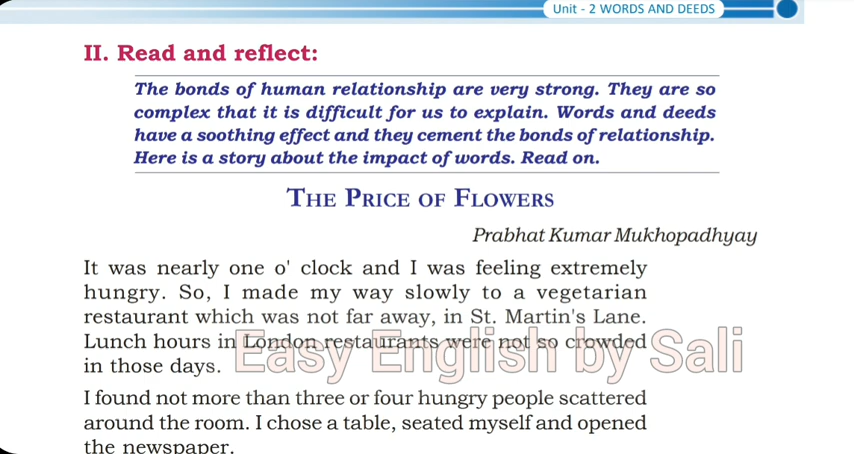 Unit - 2 WORDS AND DEEDS
II. Read and reflect:
The bonds of human relationship are very strong. They are so
complex that it is difficult for us to explain. Words and deeds
have a soothing effect and they cement the bonds of relationship.
Here is a story about the impact of words. Read on.
THE PRICE OF FLOWERS
Prabhat Kumar Mukhopadhyay
It was nearly one o' clock and I was feeling extremely
hungry. So, I made my way slowly to a vegetarian
restaurant which was not far away, in St. Martin's Lane.
Lunch hours in London restaurants were not so crowded
in those days.
Easy English by Sali
I found not more than three or four hungry people scattered
around the room. I chose a table, seated myself and opened
the newspaper.